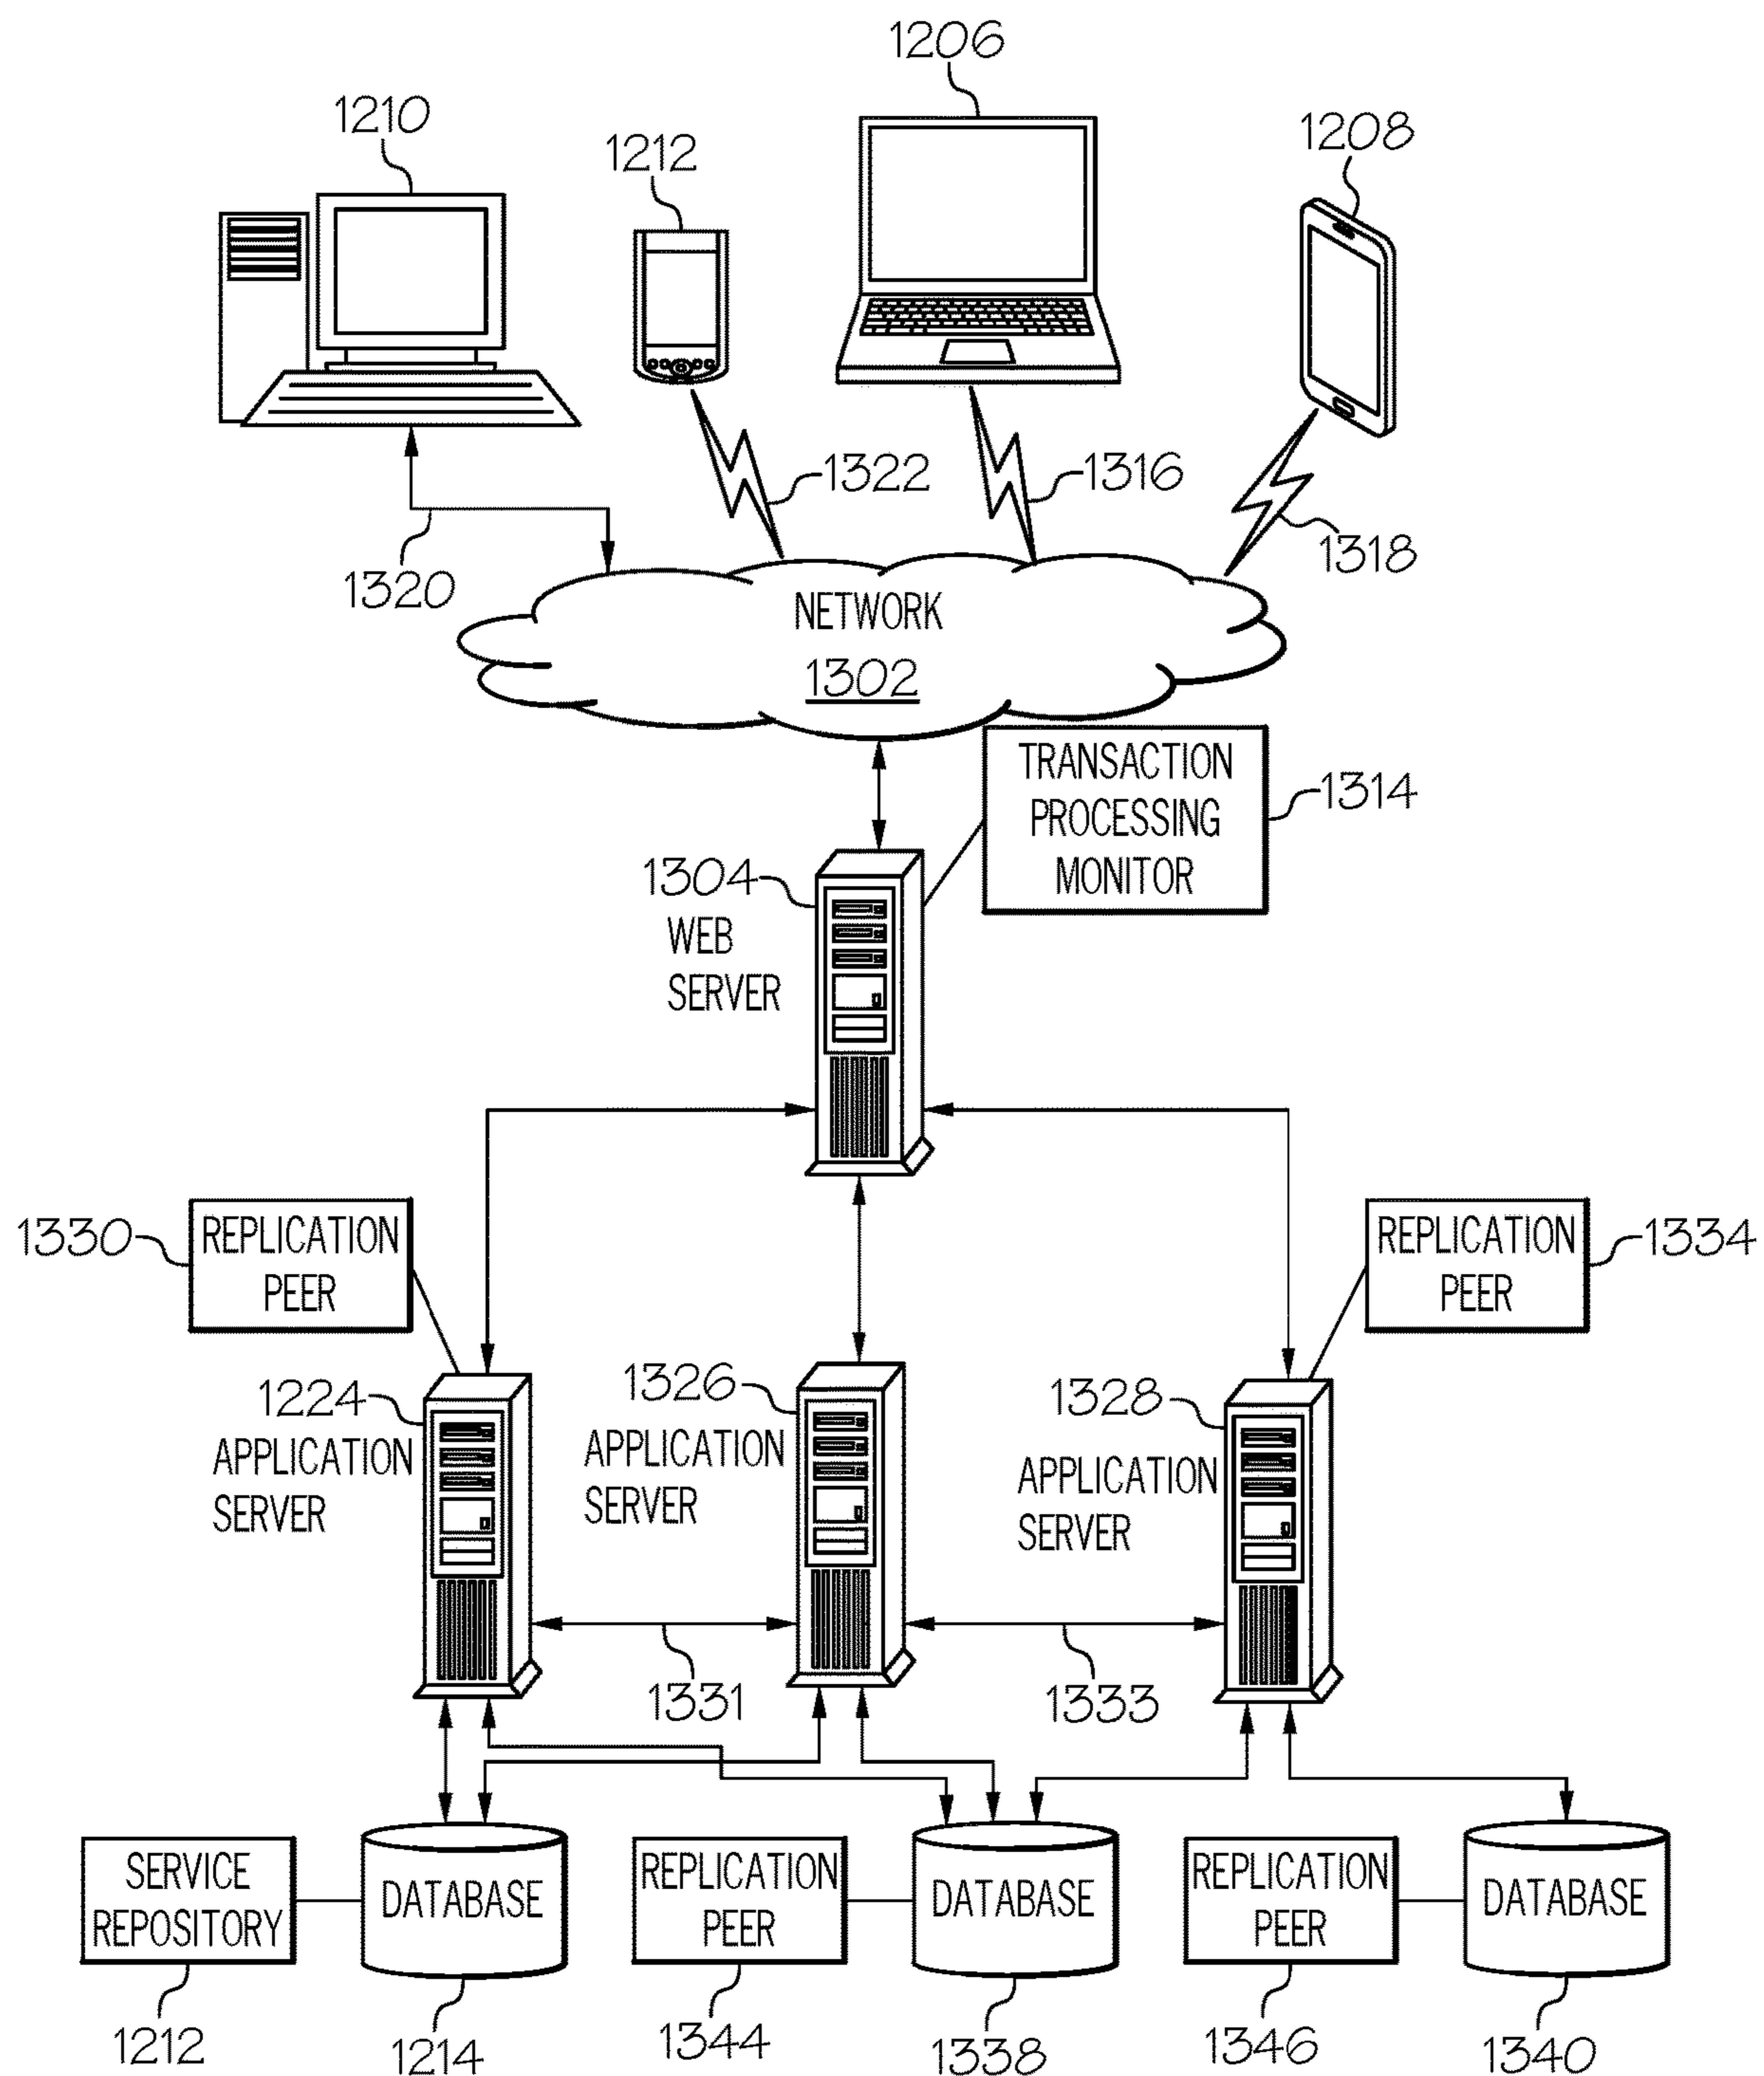 1206
1210
1208
1212
1322
1316
1318
1320
NETWORK
1302
TRANSACTION
PROCESSING
MONITOR
1314
1304
WEB
SERVER
1330
REPLICATION
PEER
REPLICATION
PEER
1334
1224
APPLICATION
SERVER
1326
APPLICATION
SERVER
1328
APPLICATION
SERVER
1331
1333
SERVICE
REPOSITORY
DATABASE
REPLICATION
PEER
DATABASE
REPLICATION
PEER
DATABASE
1212
1214
1344
1338
1346
1340